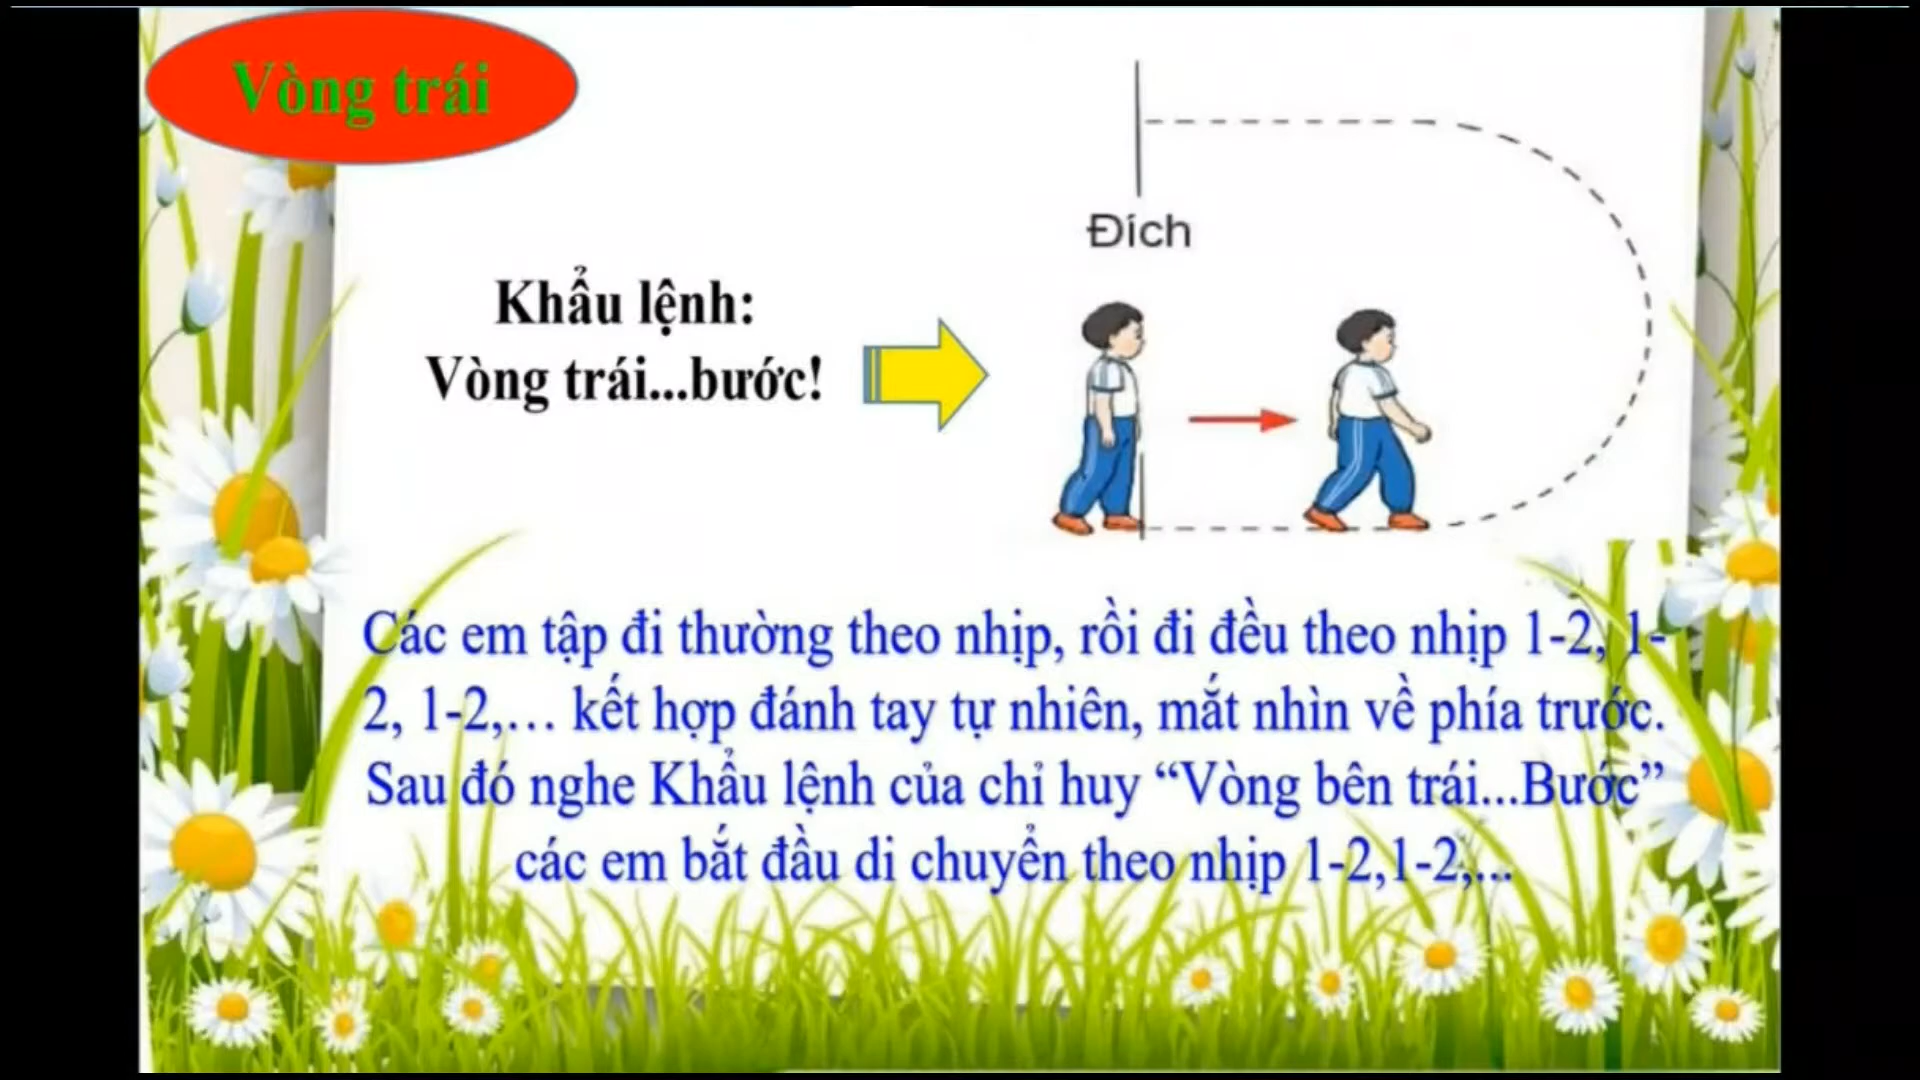 Vòng trái
Đích
Khẩu lệnh:
Vòng trái...bước!
Các em tập đi thường theo nhịp, rồi đi đều theo nhịp 1-2, 1-
2, 1-2,… kết hợp đánh tay tự nhiên, mắt nhìn về phía trước.
Sau đó nghe Khẩu lệnh của chỉ huy “Vòng bên trái...Bước”
các em bắt đầu di chuyển theo nhịp 1-2,1-2,...